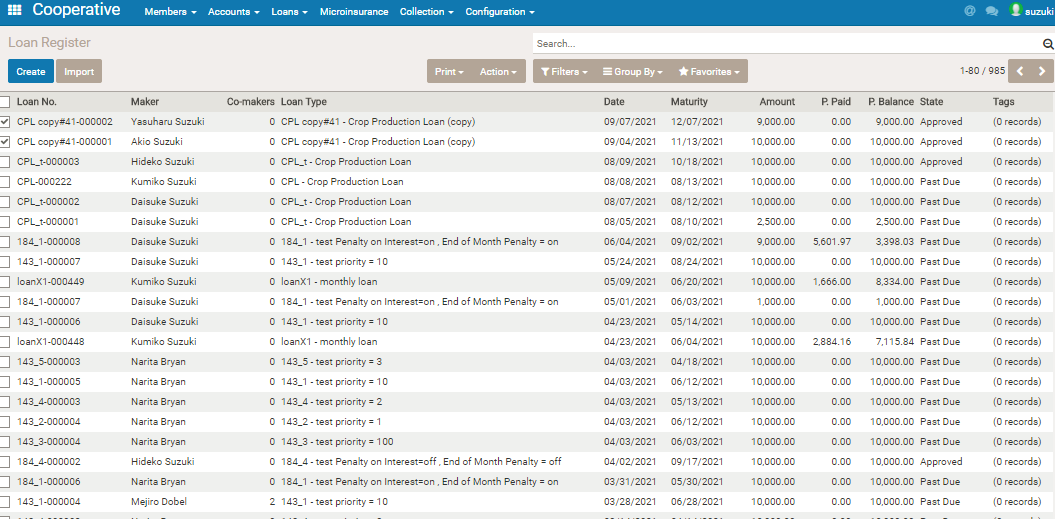 Cooperative Members Accounts Loans Microinsurance Collection Configuration @ suzuki
Loan Register Search...
Create Import Print Action Filters Group By Favorites 1-80 / 985
Loan No. Maker Co-makers Loan Type Date Maturity Amount P. Paid P. Balance State Tags
CPL copy#41-000002 Yasuharu Suzuki 0 CPL copy#41 - Crop Production Loan (copy) 09/07/2021 12/07/2021 9,000.00 0.00 9,000.00 Approved (0 records)
CPL copy#41-000001 Akio Suzuki 0 CPL copy#41 - Crop Production Loan (copy) 09/04/2021 11/13/2021 10,000.00 0.00 10,000.00 Approved (0 records)
CPL_t-000003 Hideko Suzuki 0 CPL_t - Crop Production Loan 08/09/2021 10/18/2021 10,000.00 0.00 10,000.00 Approved (0 records)
CPL-000222 Kumiko Suzuki 0 CPL - Crop Production Loan 08/08/2021 08/13/2021 10,000.00 0.00 10,000.00 Past Due (0 records)
CPL_t-000002 Daisuke Suzuki 0 CPL_t - Crop Production Loan 08/07/2021 08/12/2021 10,000.00 0.00 10,000.00 Past Due (0 records)
CPL_t-000001 Daisuke Suzuki 0 CPL_t - Crop Production Loan 08/05/2021 08/10/2021 2,500.00 0.00 2,500.00 Past Due (0 records)
184_1-000008 Daisuke Suzuki 0 184_1 - test Penalty on Interest=on , End of Month Penalty = on 06/04/2021 09/02/2021 9,000.00 5,601.97 3,398.03 Past Due (0 records)
143_1-000007 Daisuke Suzuki 0 143_1 - test priority = 10 05/24/2021 08/24/2021 10,000.00 0.00 10,000.00 Past Due (0 records)
loanX1-000449 Kumiko Suzuki 0 loanX1 - monthly loan 05/09/2021 06/20/2021 10,000.00 1,666.00 8,334.00 Past Due (0 records)
184_1-000007 Daisuke Suzuki 0 184_1 - test Penalty on Interest=on , End of Month Penalty = on 05/01/2021 06/03/2021 1,000.00 0.00 1,000.00 Past Due (0 records)
143_1-000006 Daisuke Suzuki 0 143_1 - test priority = 10 04/23/2021 05/14/2021 10,000.00 0.00 10,000.00 Past Due (0 records)
loanX1-000448 Kumiko Suzuki 0 loanX1 - monthly loan 04/23/2021 06/04/2021 10,000.00 2,884.16 7,115.84 Past Due (0 records)
143_5-000003 Narita Bryan 0 143_5 - test priority = 3 04/03/2021 04/18/2021 10,000.00 0.00 10,000.00 Past Due (0 records)
143_1-000005 Narita Bryan 0 143_1 - test priority = 10 04/03/2021 06/12/2021 10,000.00 0.00 10,000.00 Past Due (0 records)
143_4-000003 Narita Bryan 0 143_4 - test priority = 2 04/03/2021 05/13/2021 10,000.00 0.00 10,000.00 Past Due (0 records)
143_2-000004 Narita Bryan 0 143_2 - test priority = 1 04/03/2021 06/12/2021 10,000.00 0.00 10,000.00 Past Due (0 records)
143_3-000004 Narita Bryan 0 143_3 - test priority = 100 04/03/2021 06/03/2021 10,000.00 0.00 10,000.00 Past Due (0 records)
184_4-000002 Hideko Suzuki 0 184_4 - test Penalty on Interest=off , End of Month Penalty = off 04/02/2021 09/17/2021 10,000.00 0.00 10,000.00 Approved (0 records)
184_1-000006 Narita Bryan 0 184_1 - test Penalty on Interest=on , End of Month Penalty = on 03/31/2021 05/30/2021 10,000.00 0.00 10,000.00 Past Due (0 records)
143_1-000004 Mejiro Dobel 2 143_1 - test priority = 10 03/28/2021 06/28/2021 10,000.00 0.00 10,000.00 Past Due (0 records)